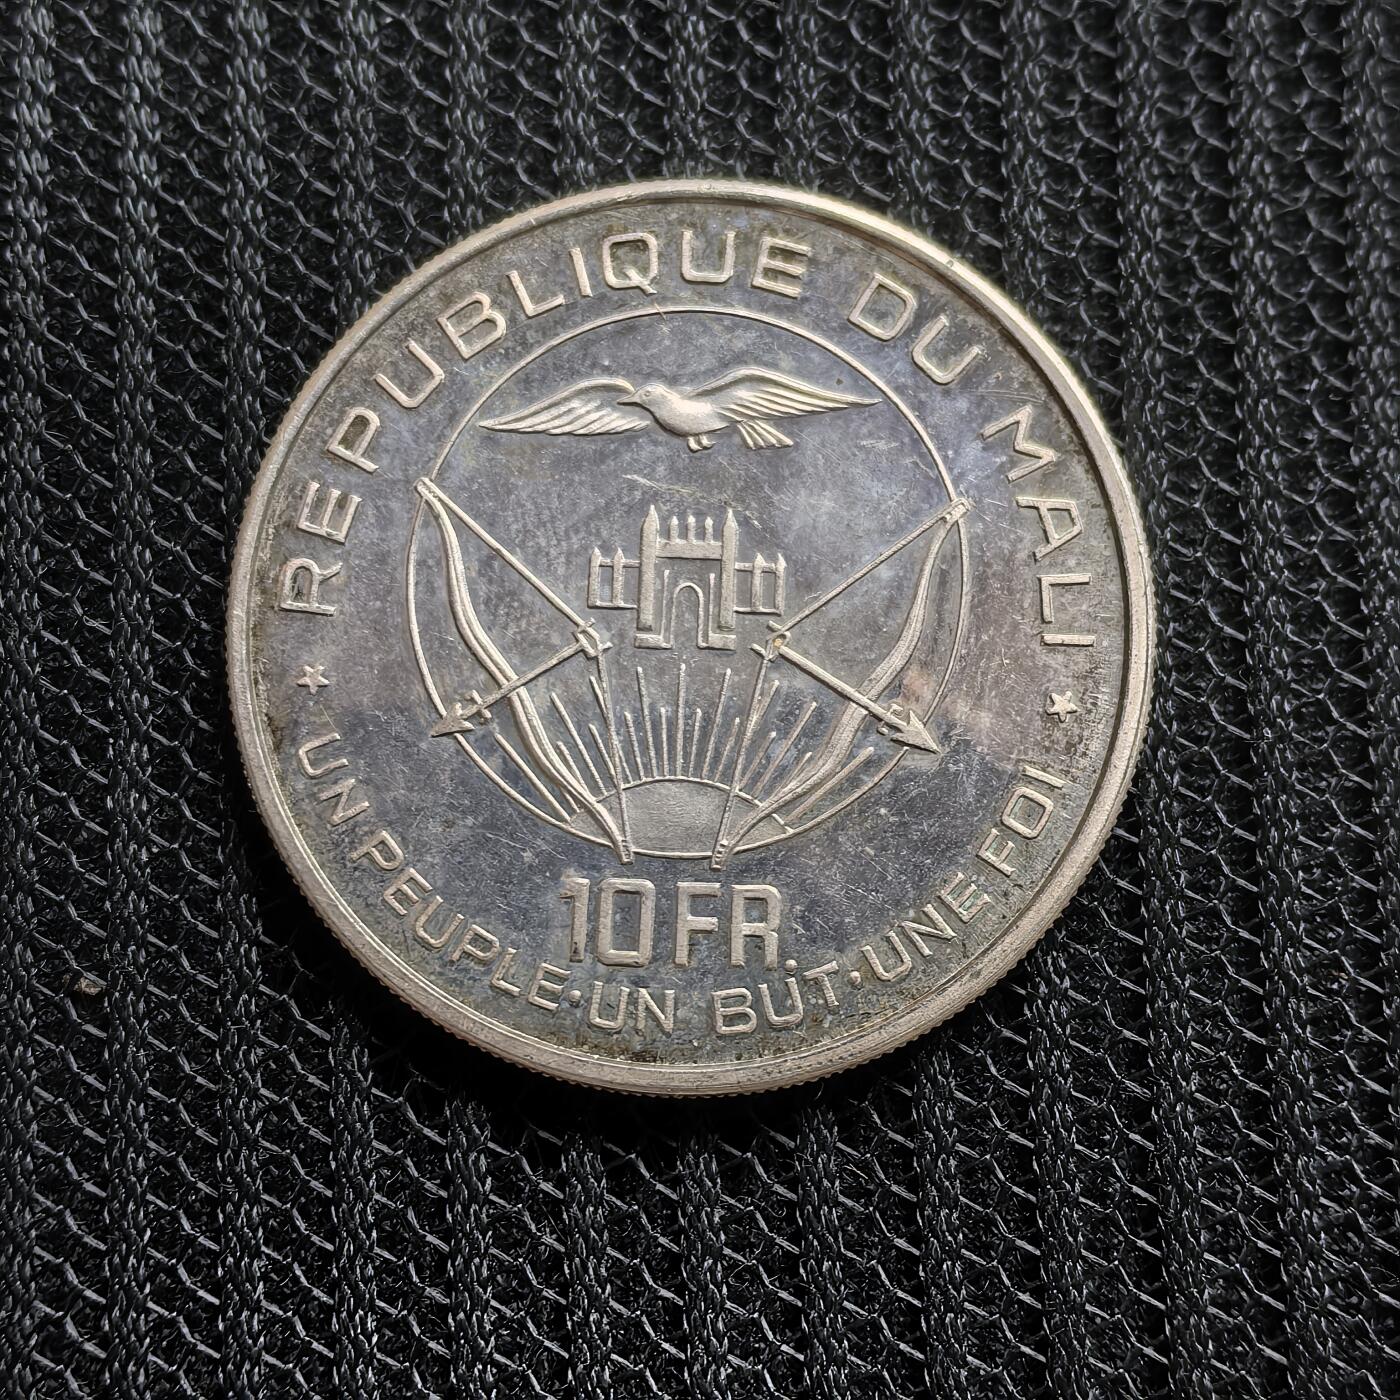 REPUBLIQUE DU MALI
10 FR.
UN PEUPLE · UN BUT · UNE FOI